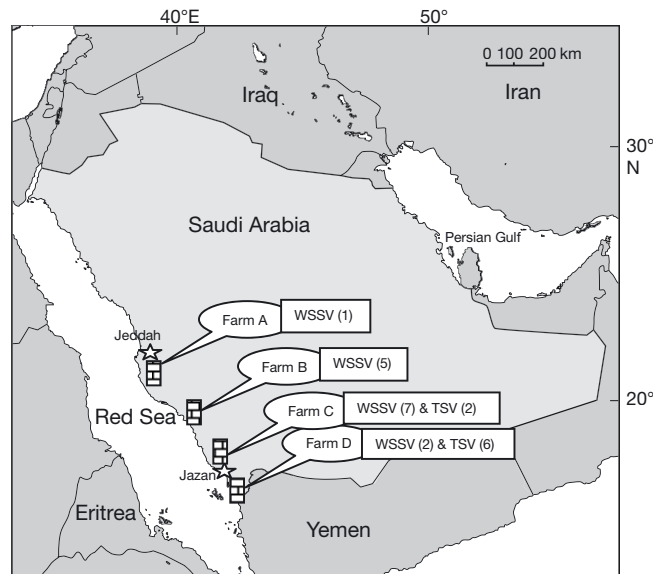 40°E
50°
0 100 200 km
Iraq
Iran
30°
N
Saudi Arabia
Persian Gulf
Farm A
WSSV (1)
Jeddah
Farm B
WSSV (5)
20°
Red Sea
Farm C
WSSV (7) & TSV (2)
Farm D
WSSV (2) & TSV (6)
Jazan
Eritrea
Yemen